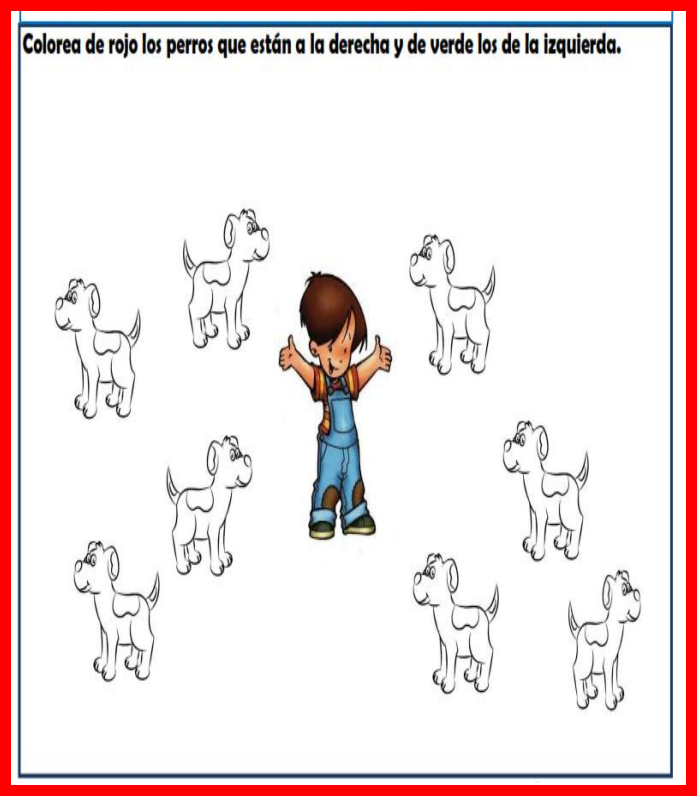 Colorea de rojo los perros que están a la derecha y de verde los de la izquierda.